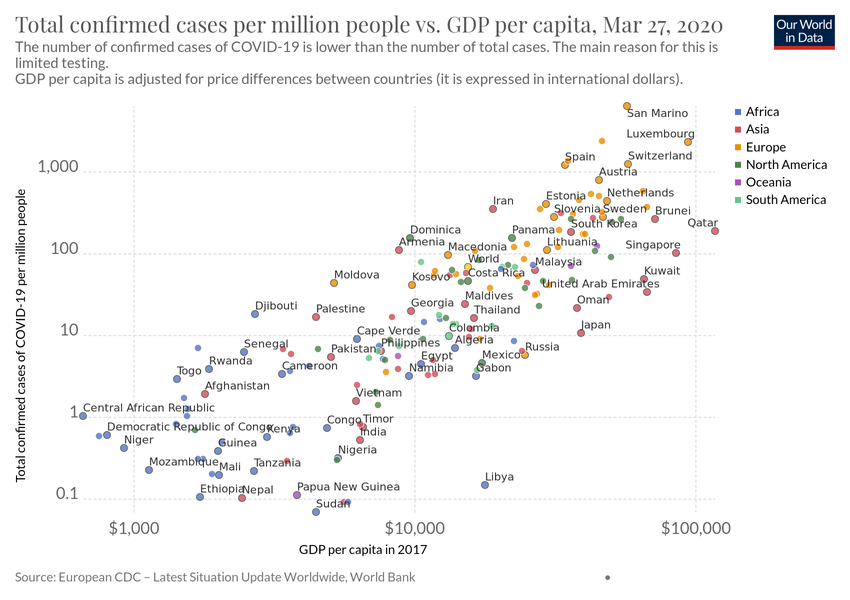 Total confirmed cases per million people vs. GDP per capita, Mar 27, 2020
Our World
in Data
The number of confirmed cases of COVID-19 is lower than the number of total cases. The main reason for this is
limited testing.
GDP per capita is adjusted for price differences between countries (it is expressed in international dollars).
Total confirmed cases of COVID-19 per million people
1,000
100
10
1
0.1
San Marino
Luxembourg
Spain
Switzerland
Austria
Iran
Estonia
Netherlands
Slovenia
Sweden
Brunei
Dominica
Panama
South Korea
Qatar
Armenia
Macedonia
Lithuania
Singapore
World
Malaysia
Moldova
Kosovo
Costa Rica
Kuwait
United Arab Emirates
Maldives
Oman
Djibouti
Palestine
Georgia
Thailand
Cape Verde
Colombia
Japan
Senegal
Pakistan
Philippines
Algeria
Russia
Rwanda
Egypt
Mexico
Togo
Cameroon
Namibia
Gabon
Afghanistan
Vietnam
Central African Republic
Democratic Republic of Congo
Kenya
Congo
Timor
India
Niger
Guinea
Nigeria
Mozambique
Mali
Tanzania
Libya
Ethiopia
Nepal
Papua New Guinea
Sudan
Africa
Asia
Europe
North America
Oceania
South America
$1,000
$10,000
$100,000
GDP per capita in 2017
Source: European CDC – Latest Situation Update Worldwide, World Bank